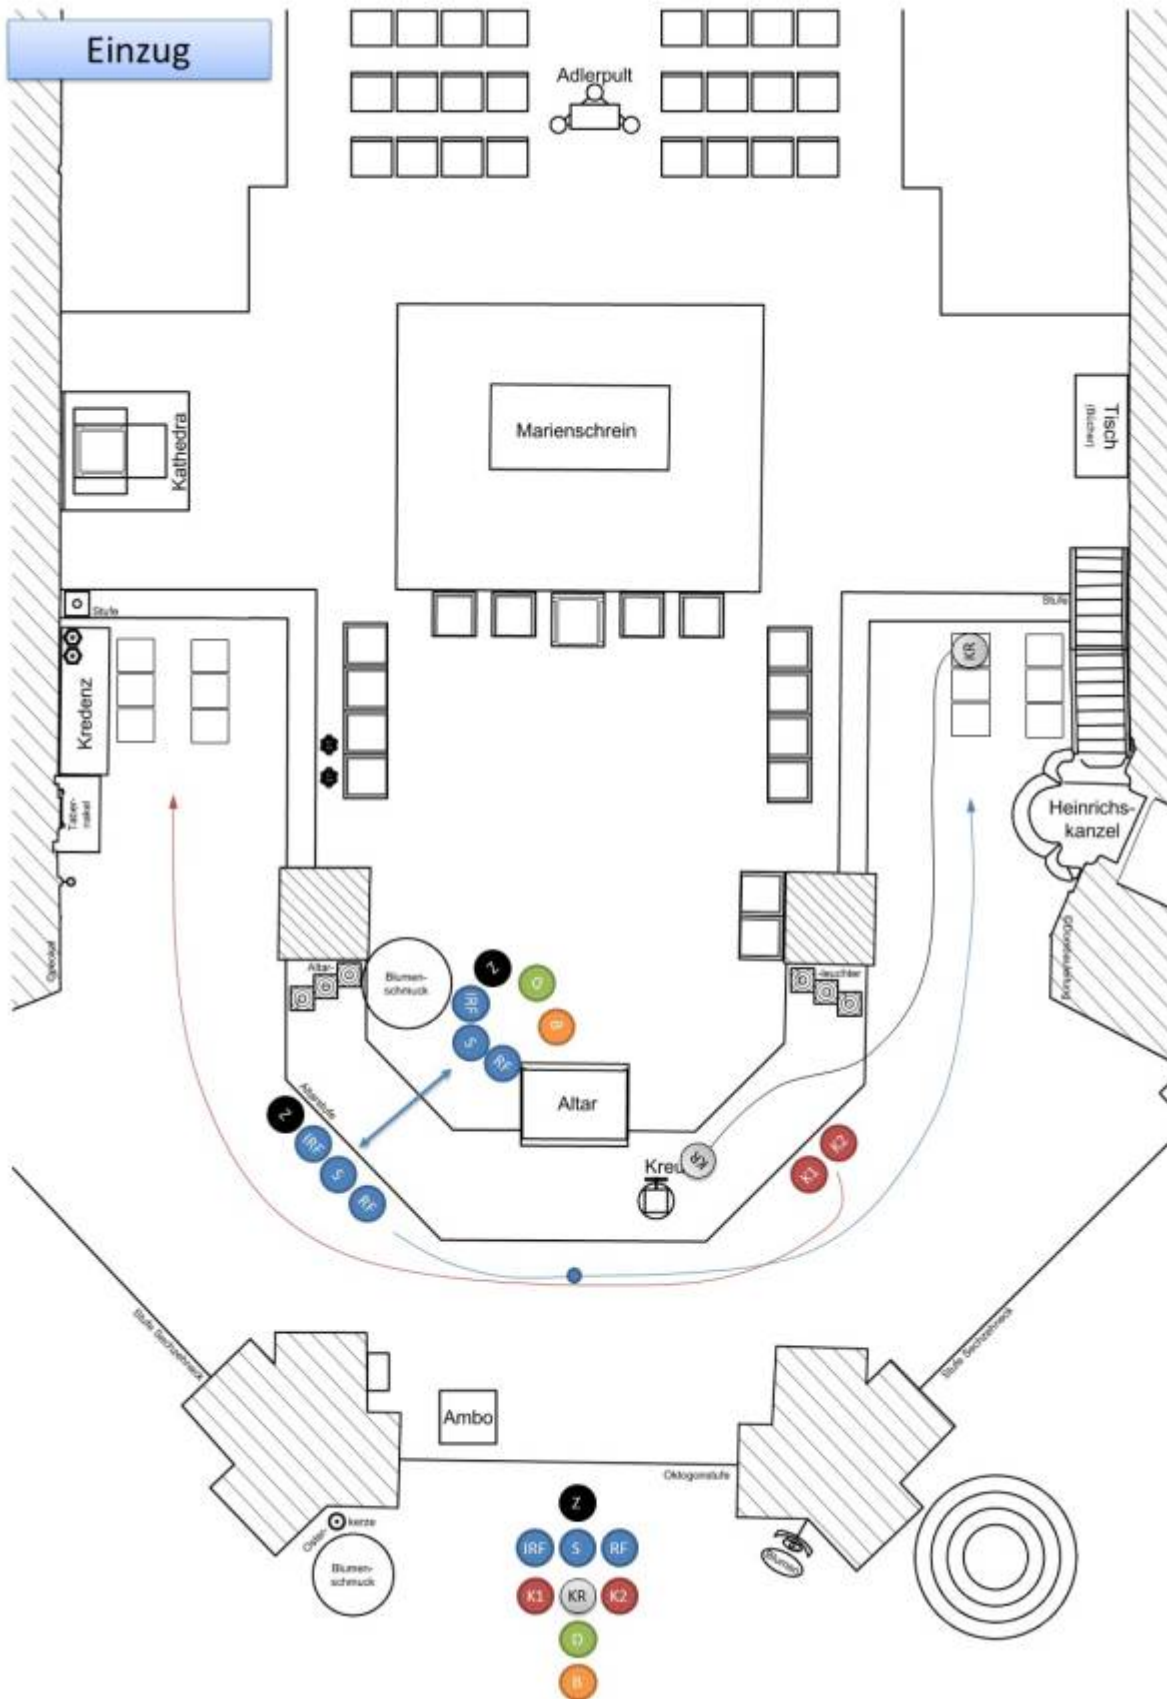 Einzug
Adlerpult
Marienschrein
Kathedra
Tisch
(Bücher)
Stufe
Stufe
KR
Kredenz
Taber-
nakel
Heinrichs-
kanzel
Altar-
-leuchter
Blumen-
schmuck
Z
D
IRF
B
S
RF
Altar
Altarstufe
Z
IRF
S
RF
Kreu
KR
K2
K1
Stufe Sechzehneck
Stufe Sechzehneck
Ambo
Oktogonstufe
Oster-
kerze
Blumen-
schmuck
Blumen
Z
IRF
S
RF
K1
KR
K2
D
B